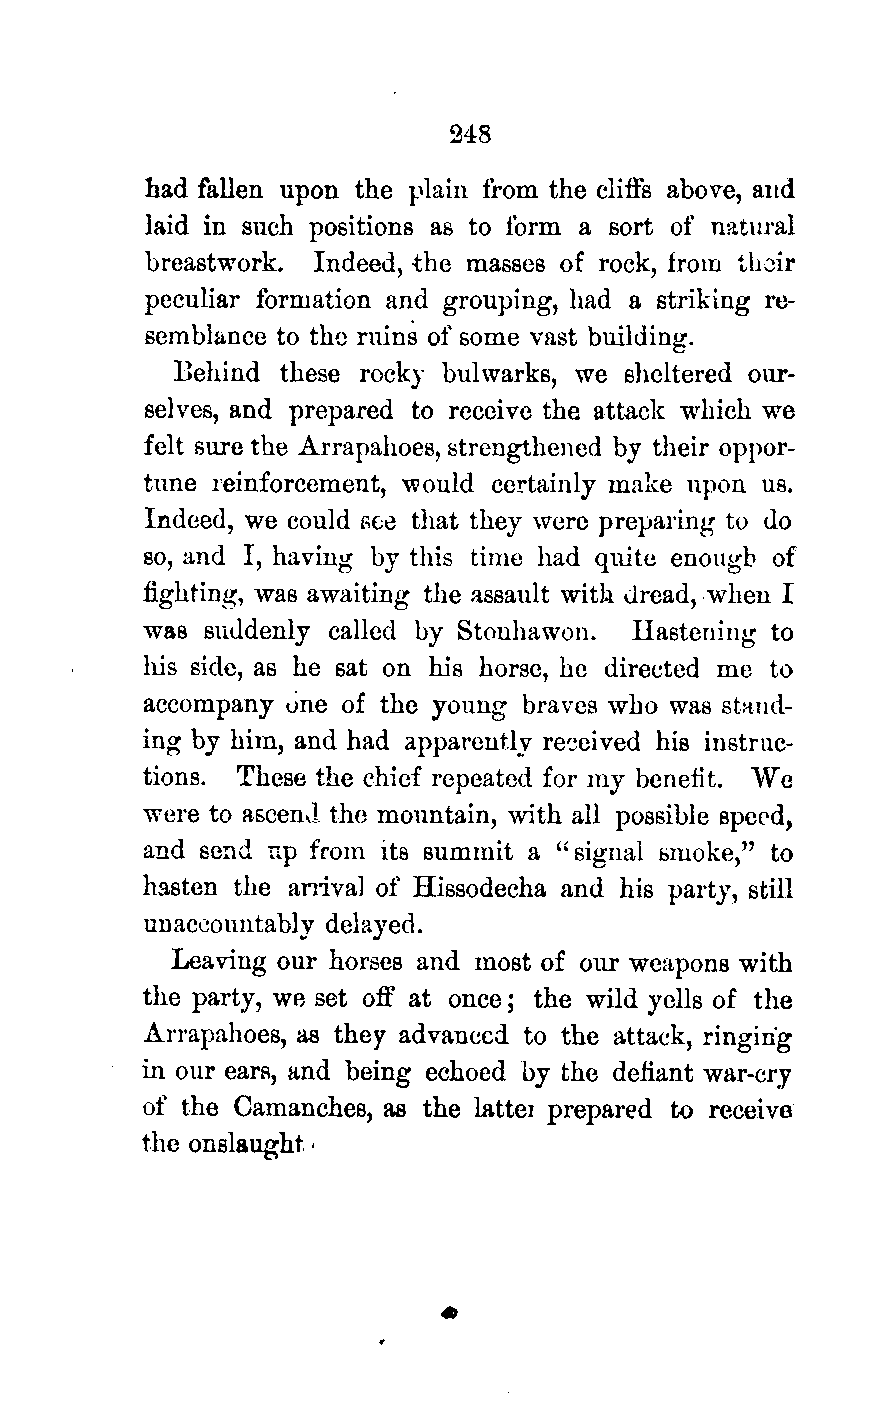 248
had fallen upon the plain from the cliffs above, and
laid in such positions as to form a sort of natural
breastwork. Indeed, the masses of rock, from their
peculiar formation and grouping, had a striking re-
semblance to the ruins of some vast building.
Behind these rocky bulwarks, we sheltered our-
selves, and prepared to receive the attack which we
felt sure the Arrapahoes, strengthened by their oppor-
tune reinforcement, would certainly make upon us.
Indeed, we could see that they were preparing to do
so, and I, having by this time had quite enough of
fighting, was awaiting the assault with dread, when I
was suddenly called by Stonhawon. Hastening to
his side, as he sat on his horse, he directed me to
accompany one of the young braves who was stand-
ing by him, and had apparently received his instruc-
tions. These the chief repeated for my benefit. We
were to ascend the mountain, with all possible speed,
and send up from its summit a “signal smoke,” to
hasten the arrival of Hissodecha and his party, still
unaccountably delayed.
Leaving our horses and most of our weapons with
the party, we set off at once; the wild yells of the
Arrapahoes, as they advanced to the attack, ringing
in our ears, and being echoed by the defiant war-cry
of the Camanches, as the latter prepared to receive
the onslaught.